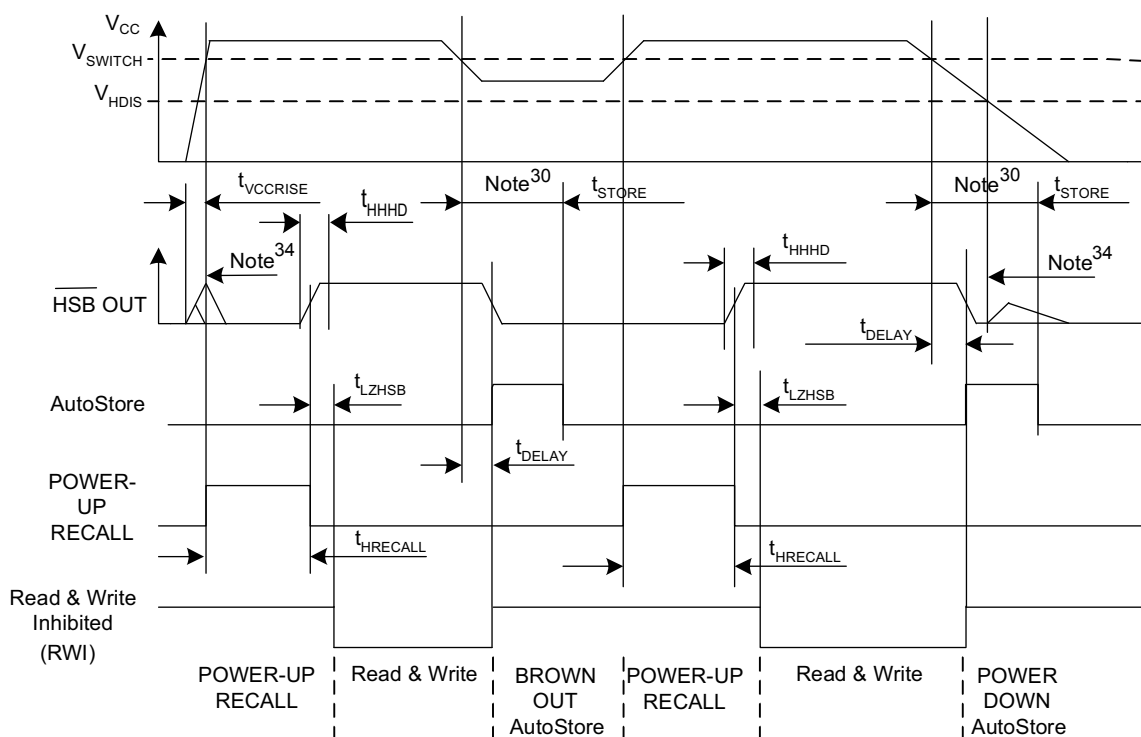 VCC
VSWITCH
VHDIS
tVCCRISE
tHHHD
Note30
tSTORE
Note30
tSTORE
Note34
tHHHD
Note34
HSB OUT
tDELAY
tLZHSB
tLZHSB
AutoStore
tDELAY
POWER-
UP
RECALL
tHRECALL
tHRECALL
Read & Write
Inhibited
(RWI)
POWER-UP
RECALL
Read & Write
BROWN
OUT
AutoStore
POWER-UP
RECALL
Read & Write
POWER
DOWN
AutoStore